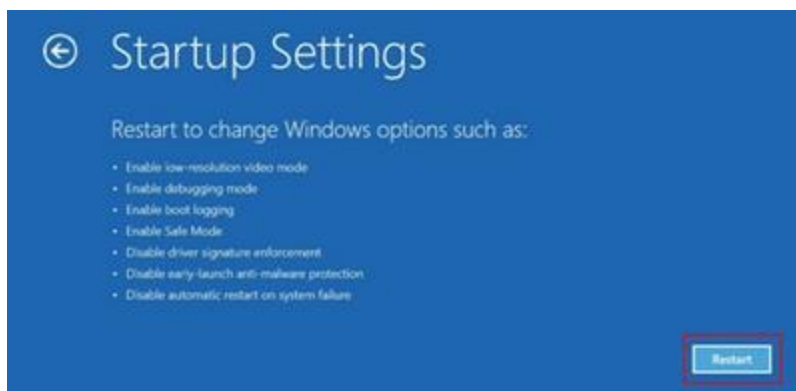 Startup Settings
Restart to change Windows options such as:
• Enable low-resolution video mode
• Enable debugging mode
• Enable boot logging
• Enable Safe Mode
• Disable driver signature enforcement
• Disable early-launch anti-malware protection
• Disable automatic restart on system failure
Restart